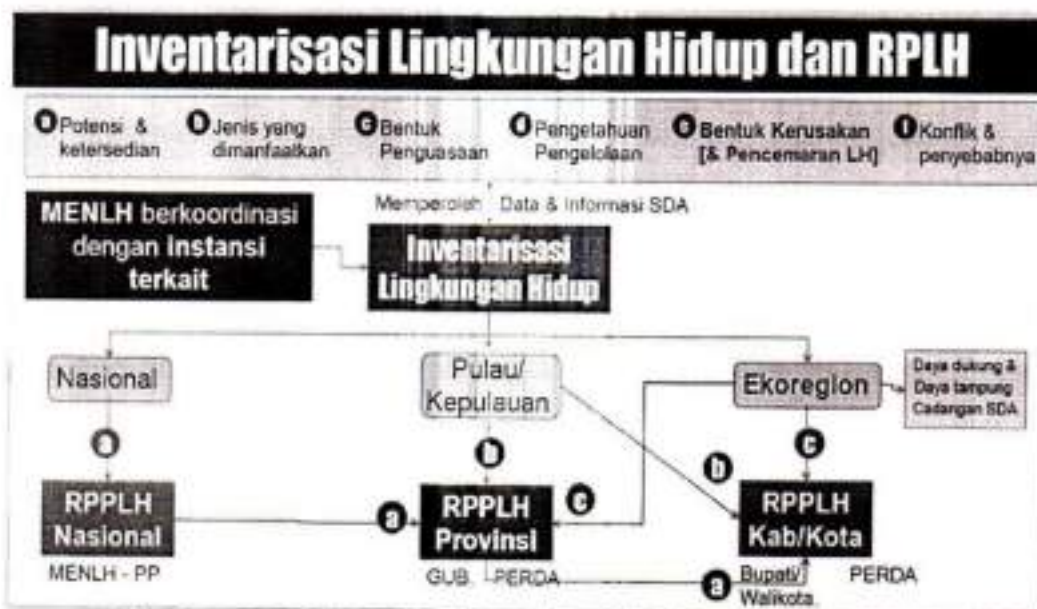 Inventarisasi Lingkungan Hidup dan RPLH
a Potensi & ketersedian
b Jenis yang dimanfaatkan
c Bentuk Penguasaan
d Pengetahuan Pengelolaan
e Bentuk Kerusakan [& Pencemaran LH]
f Konflik & penyebabnya
Memperoleh Data & Informasi SDA
MENLH berkoordinasi
dengan instansi
terkait
Inventarisasi
Lingkungan Hidup
Nasional
Pulau/
Kepulauan
Ekoregion
Daya dukung &
Daya tampung
Cadangan SDA
a
b
c
b
RPPLH
Nasional
a
RPPLH
Provinsi
c
RPPLH
Kab/Kota
MENLH - PP
GUB. PERDA
a
Bupati/
Walikota
PERDA